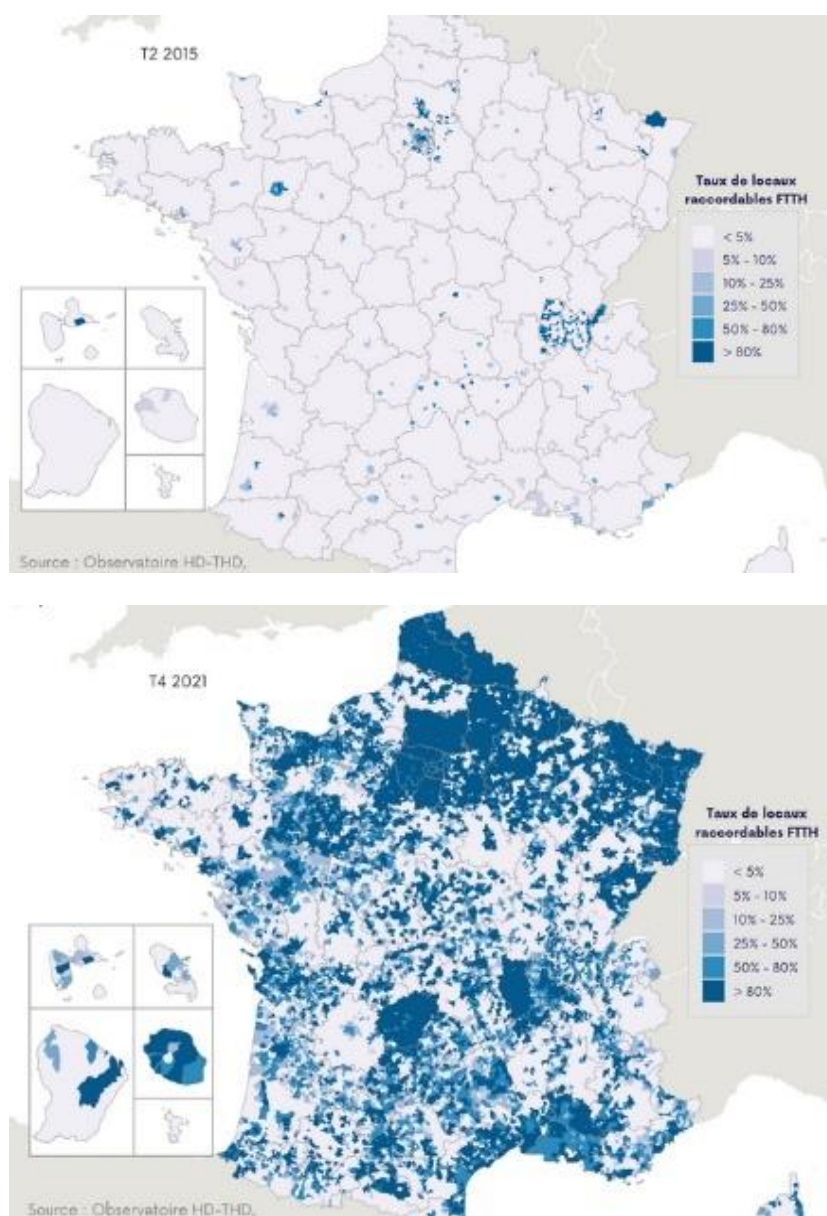 T2 2015
Taux de locaux
raccordables FTTH
< 5%
5% - 10%
10% - 25%
25% - 50%
50% - 80%
> 80%
Source : Observatoire HD-THD,
T4 2021
Taux de locaux
raccordables FTTH
< 5%
5% - 10%
10% - 25%
25% - 50%
50% - 80%
> 80%
Source : Observatoire HD-THD,